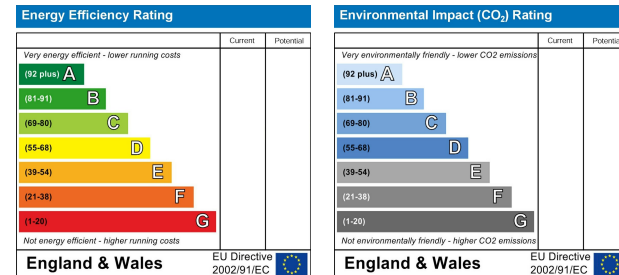 Energy Efficiency Rating
Current Potential
Very energy efficient - lower running costs
(92 plus) A
(81-91) B
(69-80) C
(55-68) D
(39-54) E
(21-38) F
(1-20) G
Not energy efficient - higher running costs
England & Wales
EU Directive
2002/91/EC
Environmental Impact (CO₂) Rating
Current Potentia
Very environmentally friendly - lower CO2 emissions
(92 plus) A
(81-91) B
(69-80) C
(55-68) D
(39-54) E
(21-38) F
(1-20) G
Not environmentally friendly - higher CO2 emissions
England & Wales
EU Directive
2002/91/EC